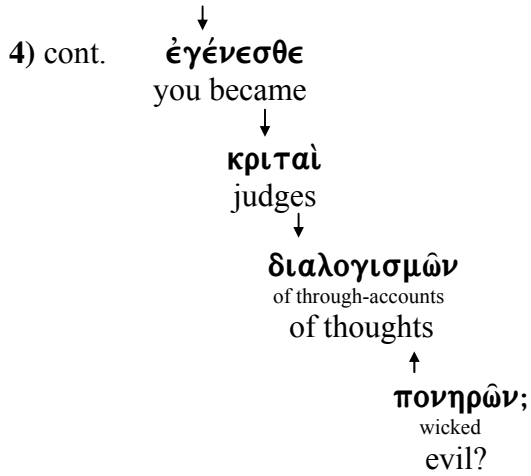 4) cont. ἐγένεσθε
you became
κριταὶ
judges
διαλογισμῶν
of through-accounts
of thoughts
πονηρῶν;
wicked
evil?